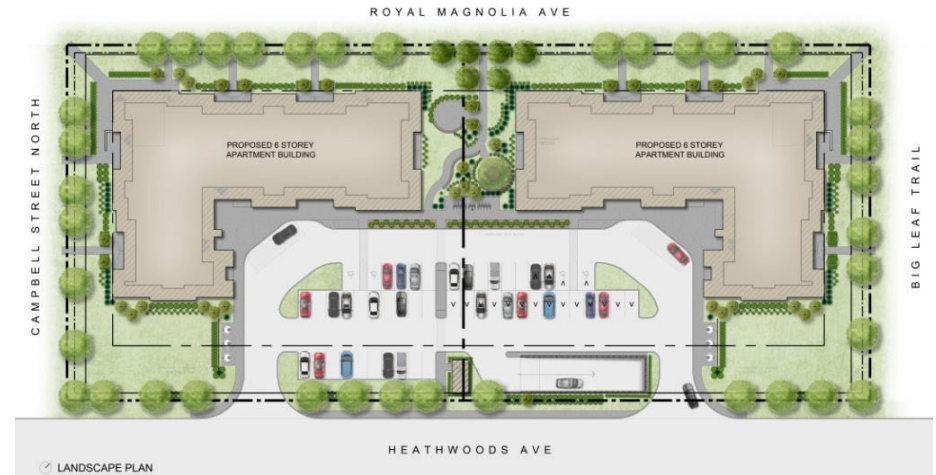 ROYAL MAGNOLIA AVE
CAMPBELL STREET NORTH
PROPOSED 6 STOREY
APARTMENT BUILDING
PROPOSED 6 STOREY
APARTMENT BUILDING
BIG LEAF TRAIL
HEATHWOODS AVE
LANDSCAPE PLAN